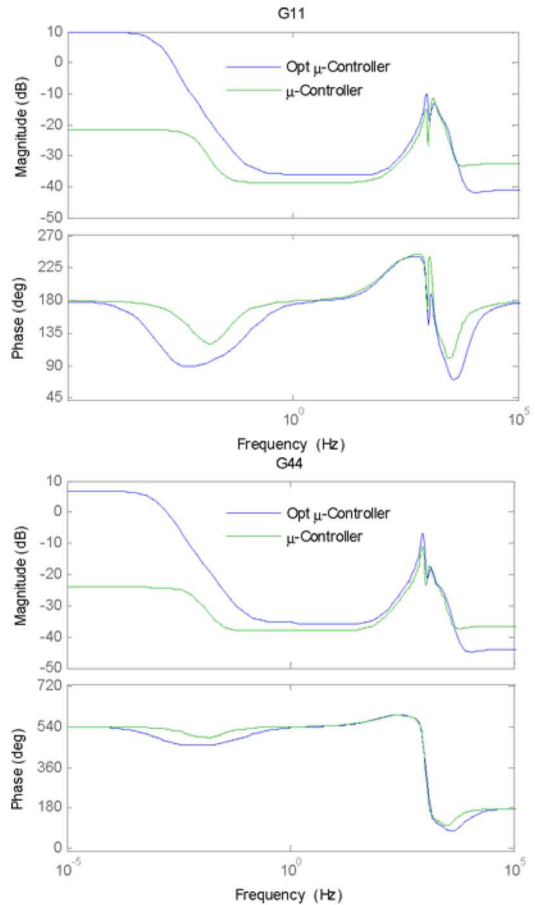 G11
Magnitude (dB)
10
0
-10
-20
-30
-40
-50
Opt μ-Controller
μ-Controller
Phase (deg)
270
225
180
135
90
45
10^0
10^5
Frequency (Hz)
G44
Magnitude (dB)
10
0
-10
-20
-30
-40
-50
Opt μ-Controller
μ-Controller
Phase (deg)
720
540
360
180
0
10^-5
10^0
10^5
Frequency (Hz)